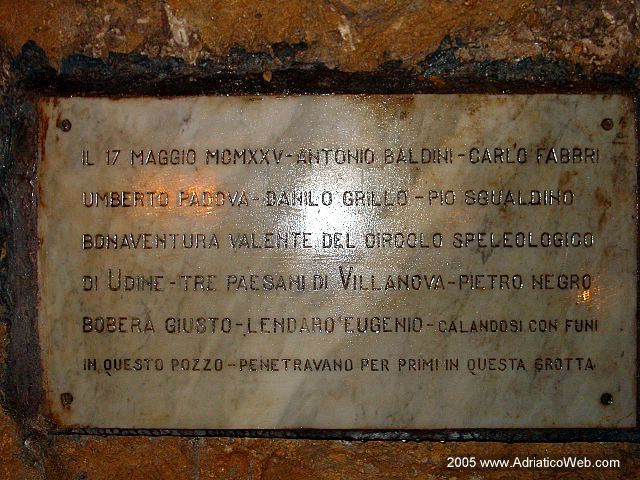 IL 17 MAGGIO MCMXXV-ANTONIO BALDINI-CARLO FABBRI
UMBERTO PADOVA-DANILO GRILLO-PIO SGUALDINO
BONAVENTURA VALENTE DEL CIRCOLO SPELEOLOGICO
DI UDINE-TRE PAESANI DI VILLANOVA-PIETRO NEGRO
BOBERA GIUSTO-LENDARO EUGENIO-CALANDOSI CON FUNI
IN QUESTO POZZO-PENETRAVANO PER PRIMI IN QUESTA GROTTA
2005 www.AdriaticoWeb.com